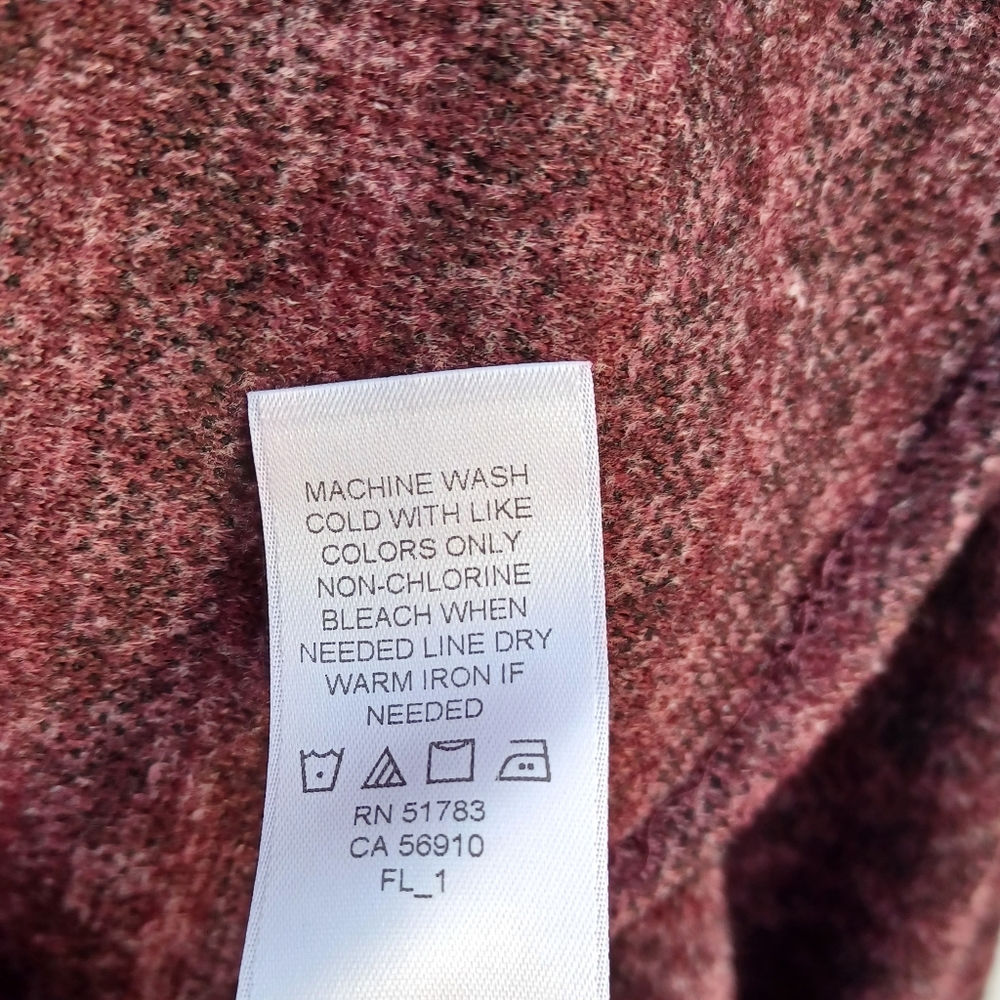 MACHINE WASH
COLD WITH LIKE
COLORS ONLY
NON-CHLORINE
BLEACH WHEN
NEEDED LINE DRY
WARM IRON IF
NEEDED
RN 51783
CA 56910
FL_1